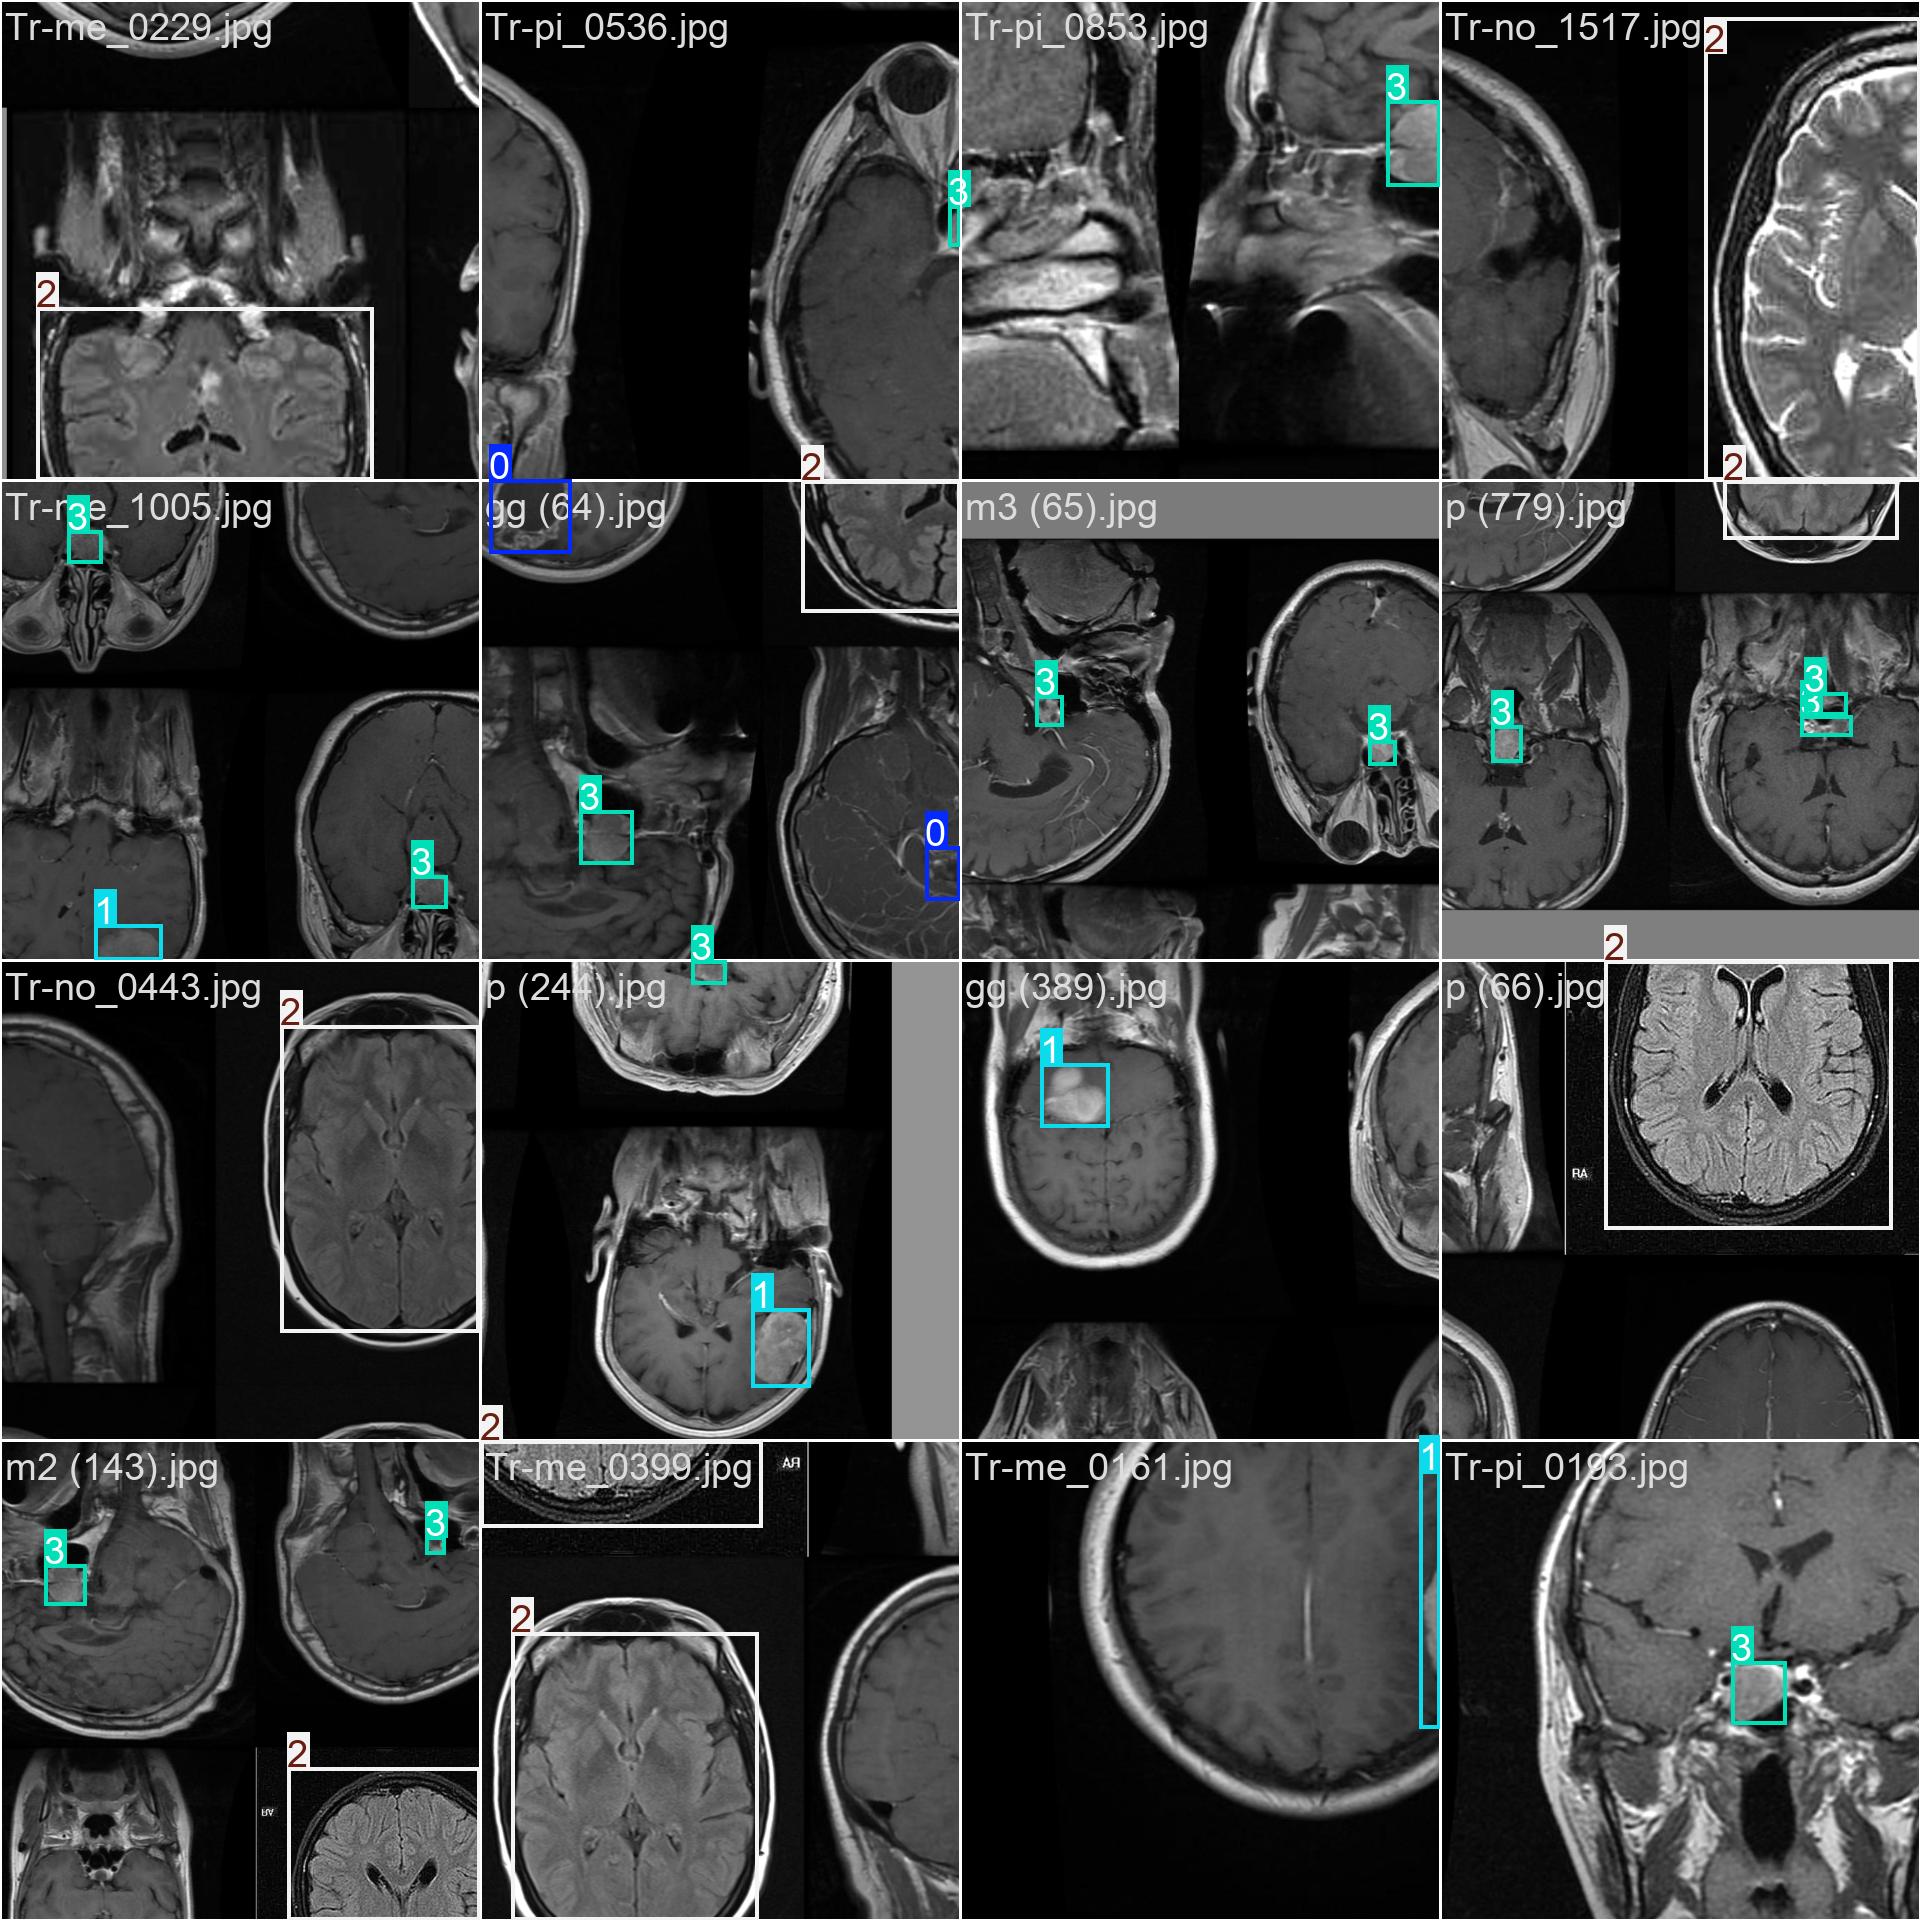 Tr-me_0229.jpg
2
Tr-pi_0536.jpg
3
Tr-pi_0853.jpg
3
Tr-no_1517.jpg
2
Tr-me_1005.jpg
3
3
1
gg (64).jpg
0
2
3
0
m3 (65).jpg
3
3
p (779).jpg
2
3
3
3
Tr-no_0443.jpg
2
p (244).jpg
3
1
gg (389).jpg
1
p (66).jpg
2
RA
m2 (143).jpg
3
3
2
Tr-me_0399.jpg
2
2
Tr-me_0161.jpg
1
Tr-pi_0193.jpg
3